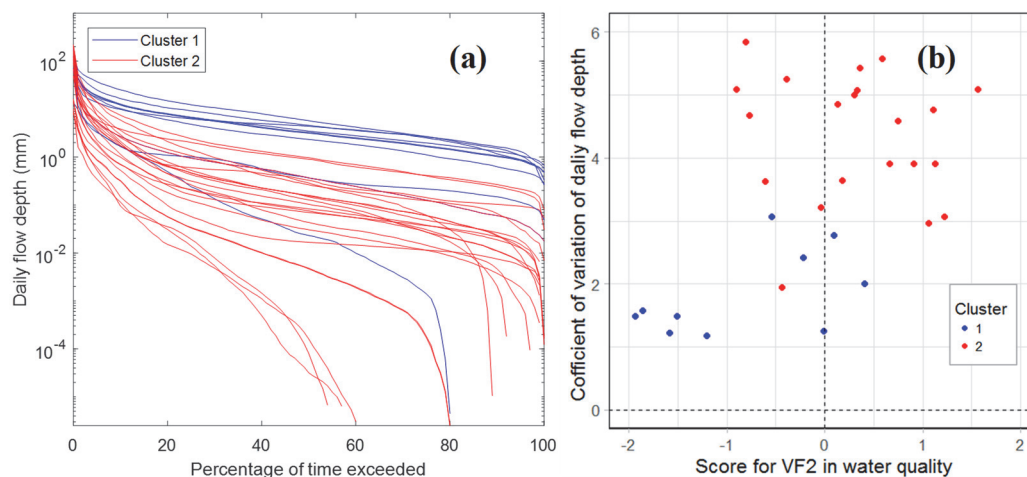 (a)
Cluster 1
Cluster 2
10^2
10^0
10^-2
10^-4
Daily flow depth (mm)
0 20 40 60 80 100
Percentage of time exceeded
(b)
6
4
2
0
Cofficient of variation of dalily flow depth
Cluster
1
2
-2 -1 0 1 2
Score for VF2 in water quality